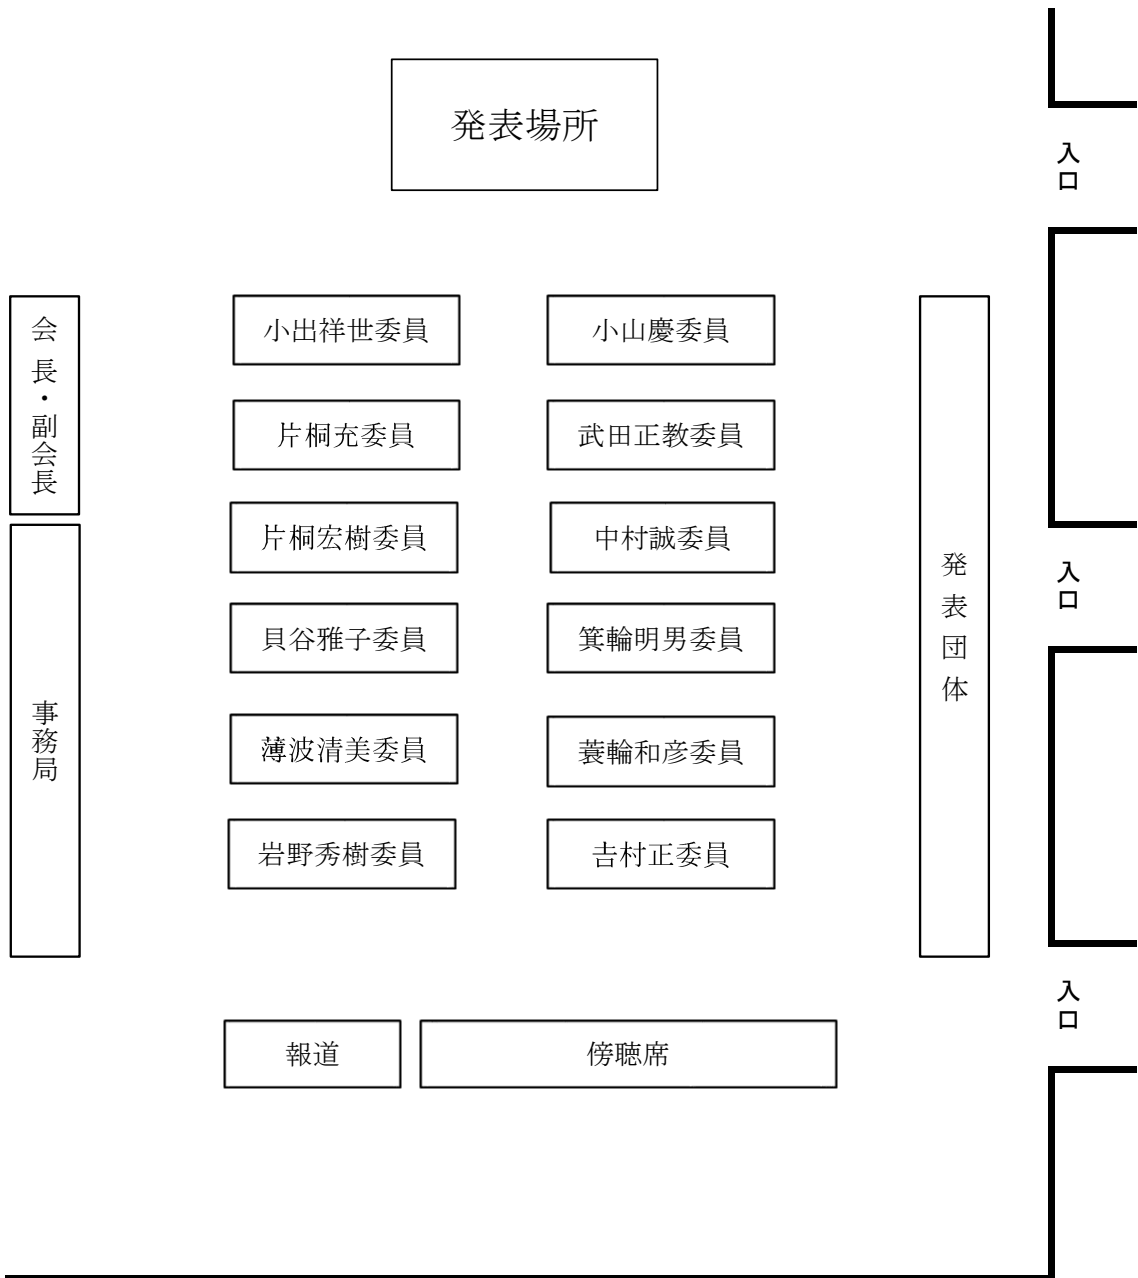 発表場所
入口
会長・副会長
小出祥世委員
小山慶委員
片桐充委員
武田正教委員
片桐宏樹委員
中村誠委員
入口
発表団体
貝谷雅子委員
箕輪明男委員
事務局
薄波清美委員
蓑輪和彦委員
岩野秀樹委員
𠮷村正委員
入口
報道
傍聴席